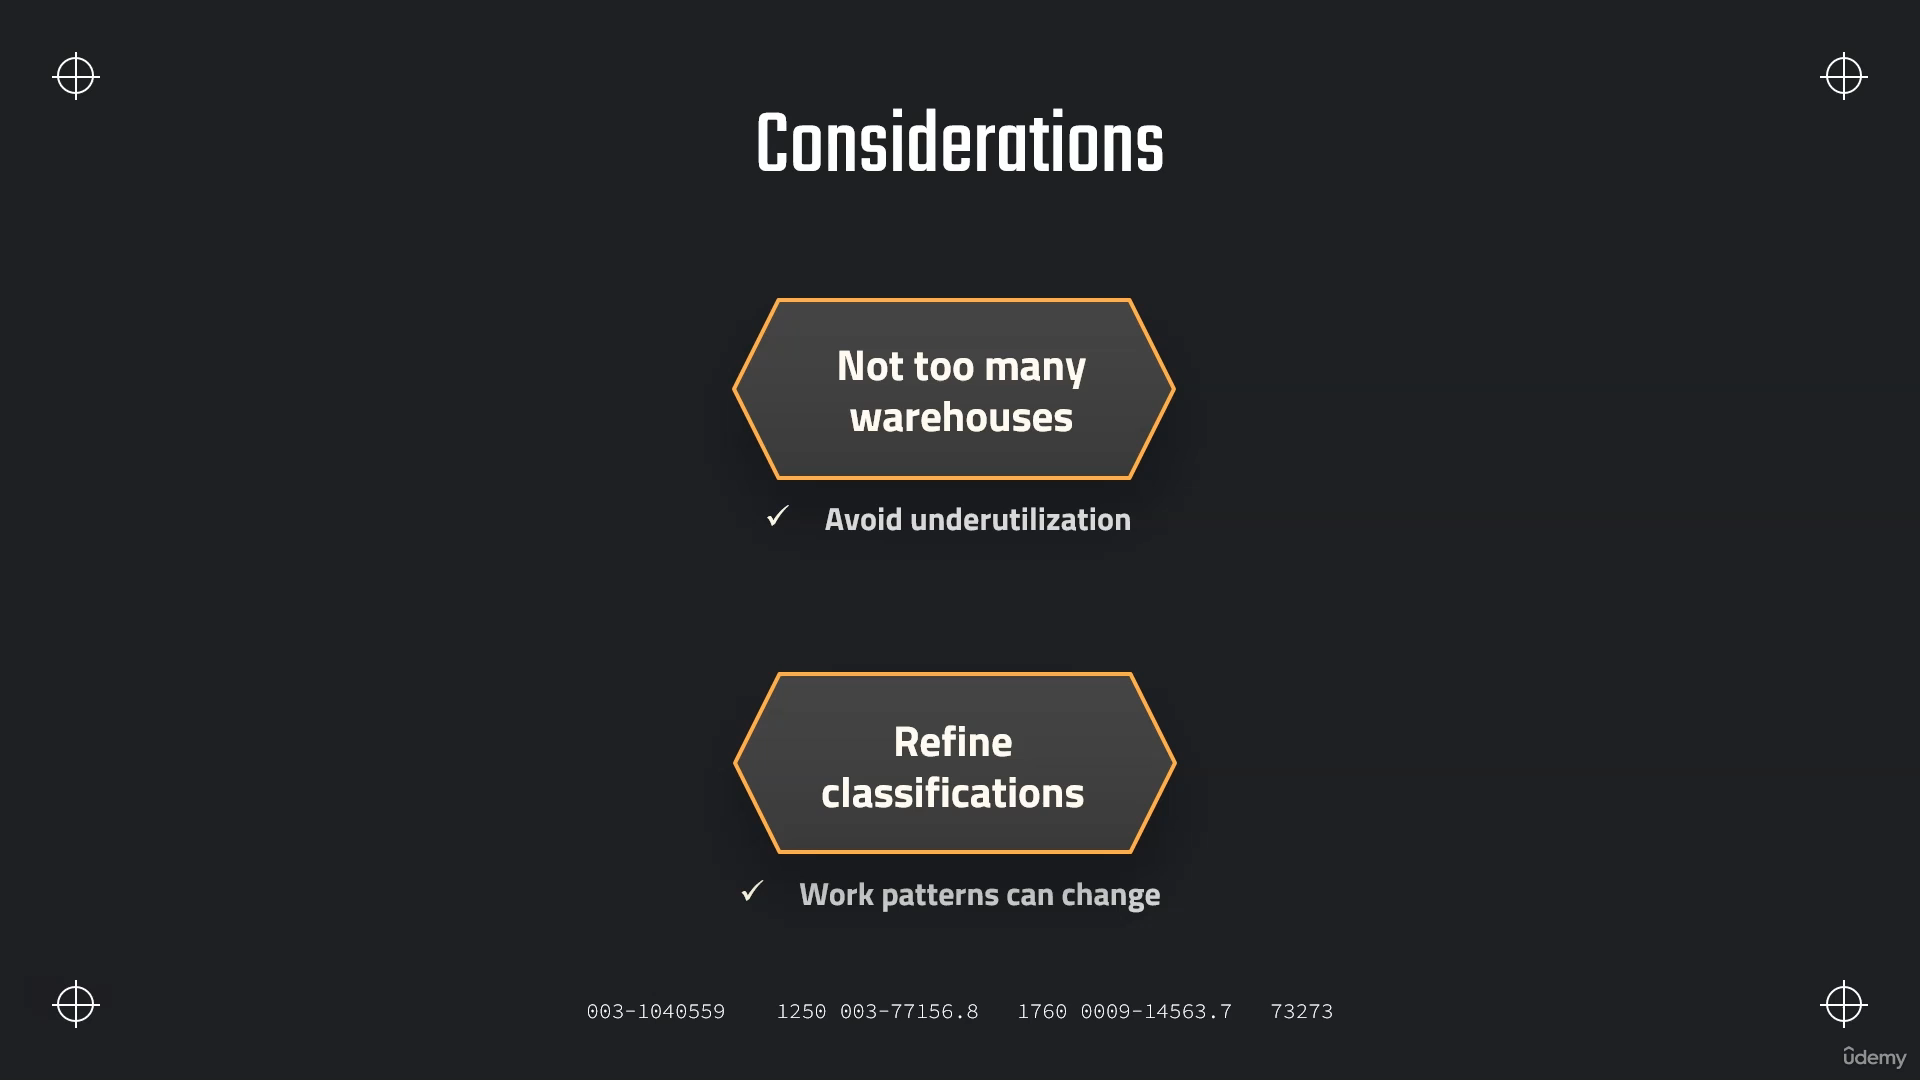 Considerations
Not too many
warehouses
✓ Avoid underutilization
Refine
classifications
✓ Work patterns can change
003-1040559 1250 003-77156.8 1760 0009-14563.7 73273
ûdemy